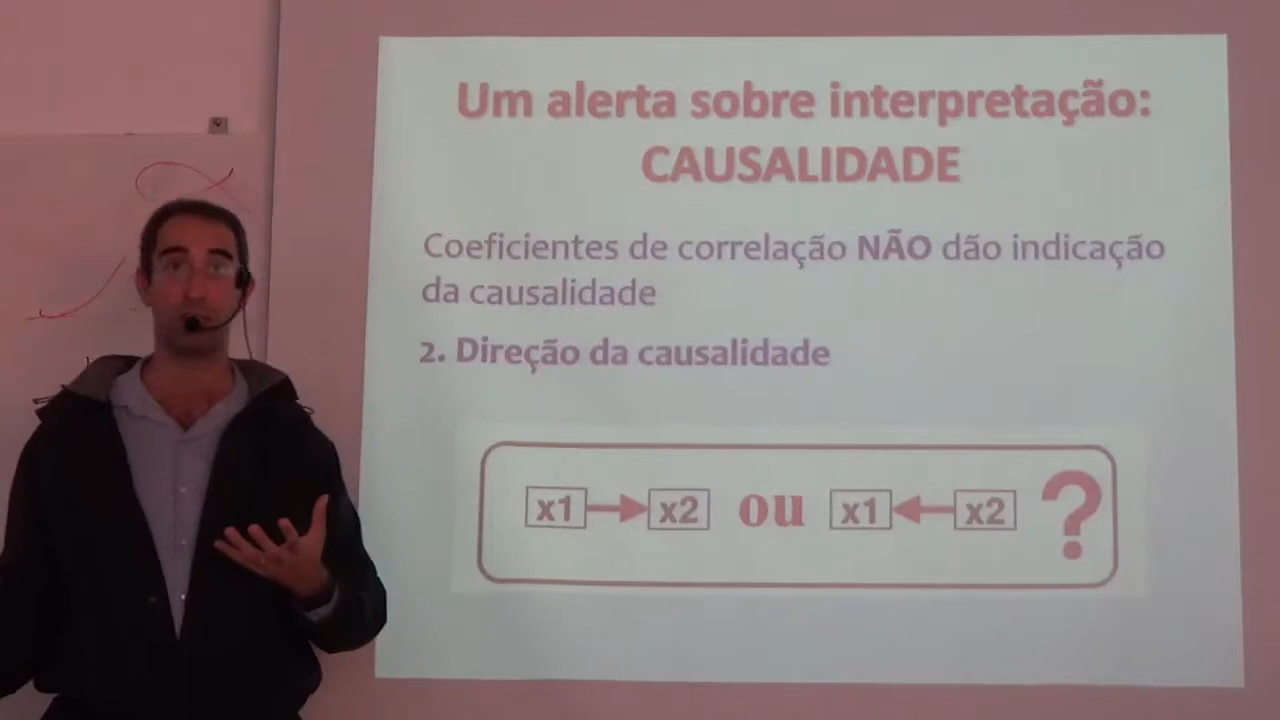 Um alerta sobre interpretação:
CAUSALIDADE
Coeficientes de correlação NÃO dão indicação
da causalidade
2. Direção da causalidade
x1 x2 ou x1 x2 ?